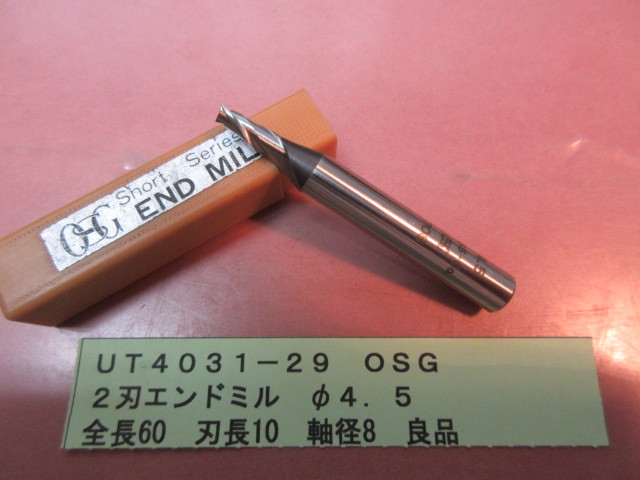 OSG Short Series
END MIL
UT4031-29 OSG
2刃エンドミル φ4.5
全長60 刃長10 軸径8 良品